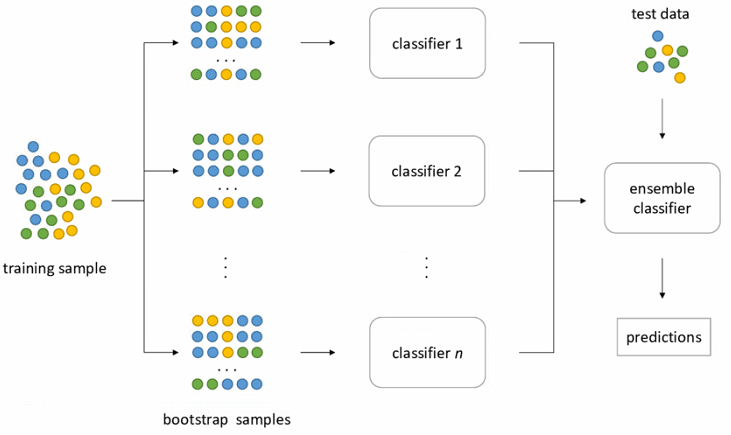 test data
classifier 1
...
classifier 2
...
ensemble
classifier
training sample
classifier n
predictions
...
bootstrap samples